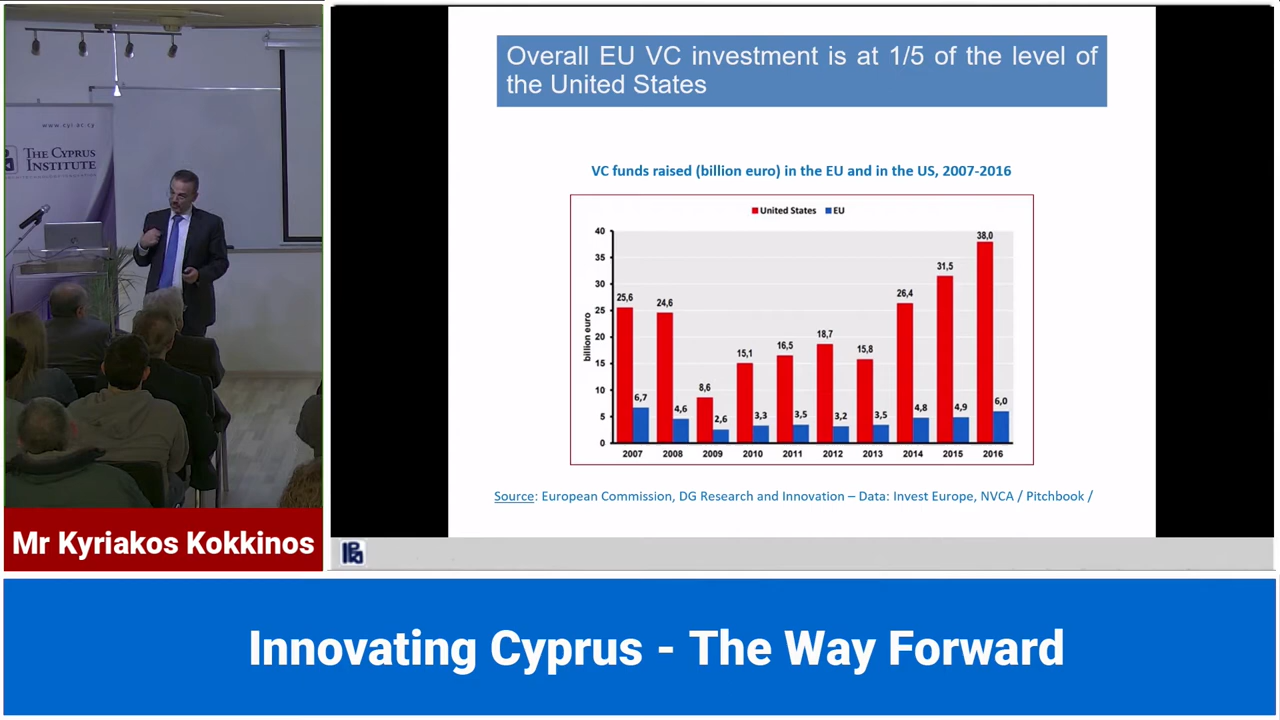 www.cyi.ac.cy
THE CYPRUS
INSTITUTE
Mr Kyriakos Kokkinos
Overall EU VC investment is at 1/5 of the level of
the United States
VC funds raised (billion euro) in the EU and in the US, 2007-2016
United States EU
billion euro
40
35
30
25
20
15
10
5
0
25,6 6,7
24,6 4,6
8,6 2,6
15,1 3,3
16,5 3,5
18,7 3,2
15,8 3,5
26,4 4,8
31,5 4,9
38,0 6,0
2007 2008 2009 2010 2011 2012 2013 2014 2015 2016
Source: European Commission, DG Research and Innovation – Data: Invest Europe, NVCA / Pitchbook /
Innovating Cyprus - The Way Forward